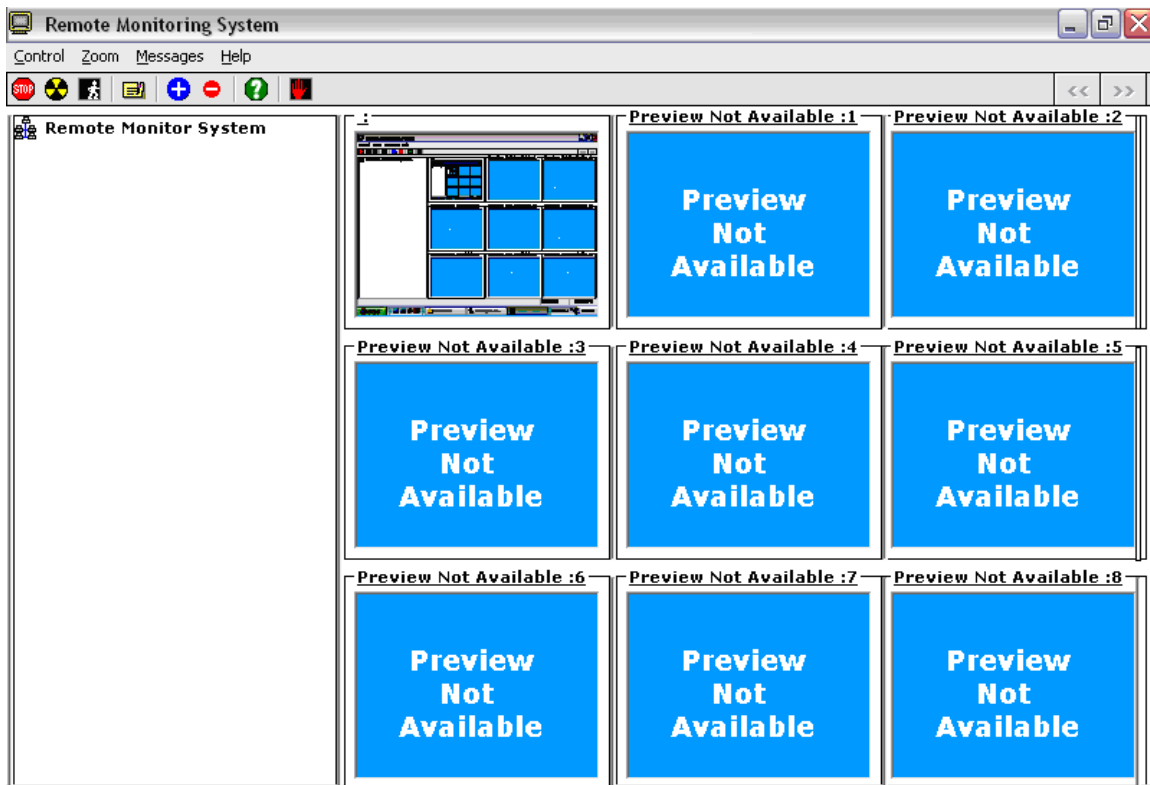 Remote Monitoring System
Control Zoom Messages Help
STOP ? << >>
Remote Monitor System
: Preview Not Available :1 Preview Not Available :2
Preview
Not
Available
Preview
Not
Available
Preview Not Available :3 Preview Not Available :4 Preview Not Available :5
Preview
Not
Available
Preview
Not
Available
Preview
Not
Available
Preview Not Available :6 Preview Not Available :7 Preview Not Available :8
Preview
Not
Available
Preview
Not
Available
Preview
Not
Available